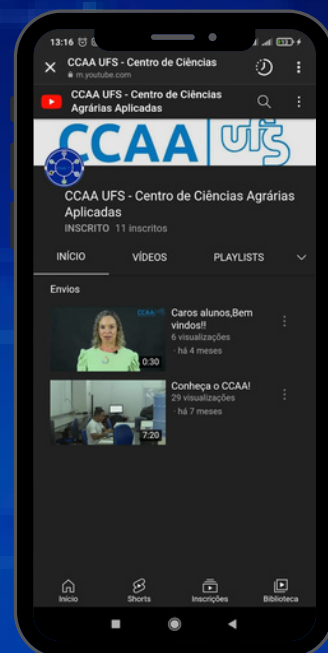 13:16
CCAA UFS - Centro de Ciências
m.youtube.com
CCAA UFS - Centro de Ciências
Agrárias Aplicadas
CCAA ufs
CCAA UFS - Centro de Ciências Agrárias
Aplicadas
INSCRITO 11 inscritos
INÍCIO VÍDEOS PLAYLISTS
Envios
CCAA
0:30
Caros alunos,Bem
vindos!!
6 visualizações
· há 4 meses
7:20
Conheça o CCAA!
29 visualizações
· há 7 meses
Início Shorts Inscrições Biblioteca